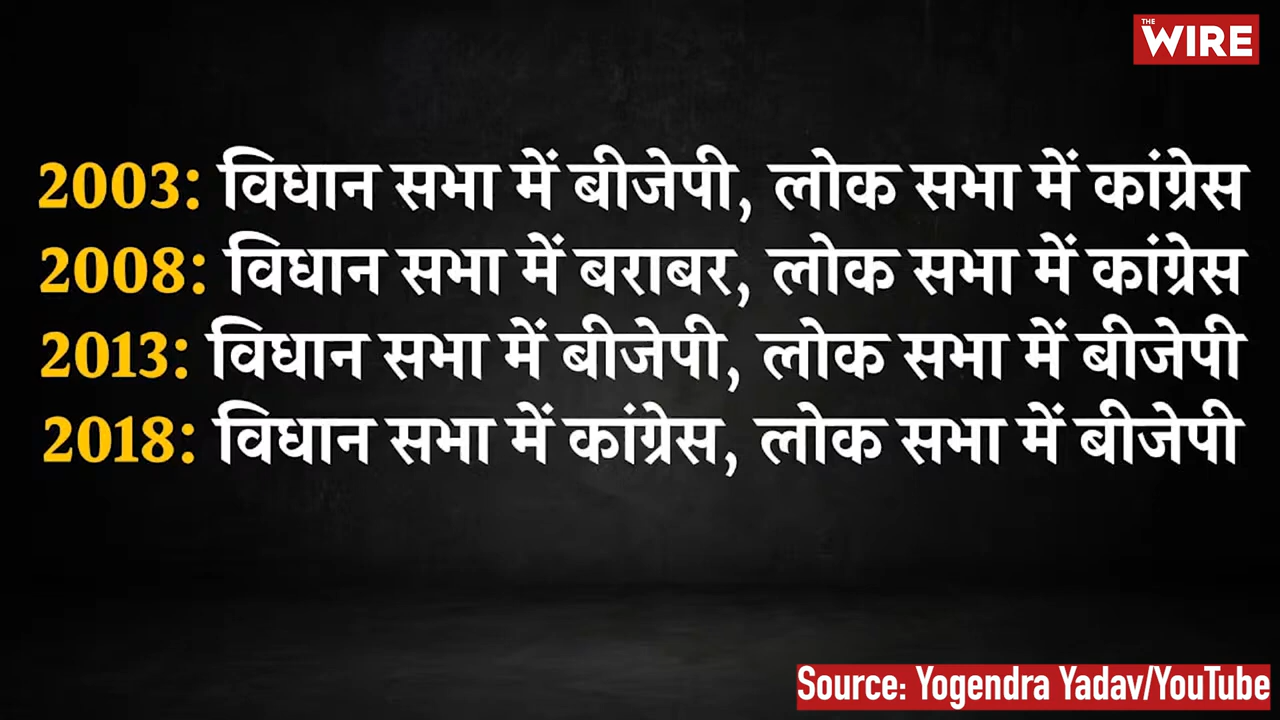 THE
WIRE
2003: विधान सभा में बीजेपी, लोक सभा में कांग्रेस
2008: विधान सभा में बराबर, लोक सभा में कांग्रेस
2013: विधान सभा में बीजेपी, लोक सभा में बीजेपी
2018: विधान सभा में कांग्रेस, लोक सभा में बीजेपी
Source: Yogendra Yadav/YouTube